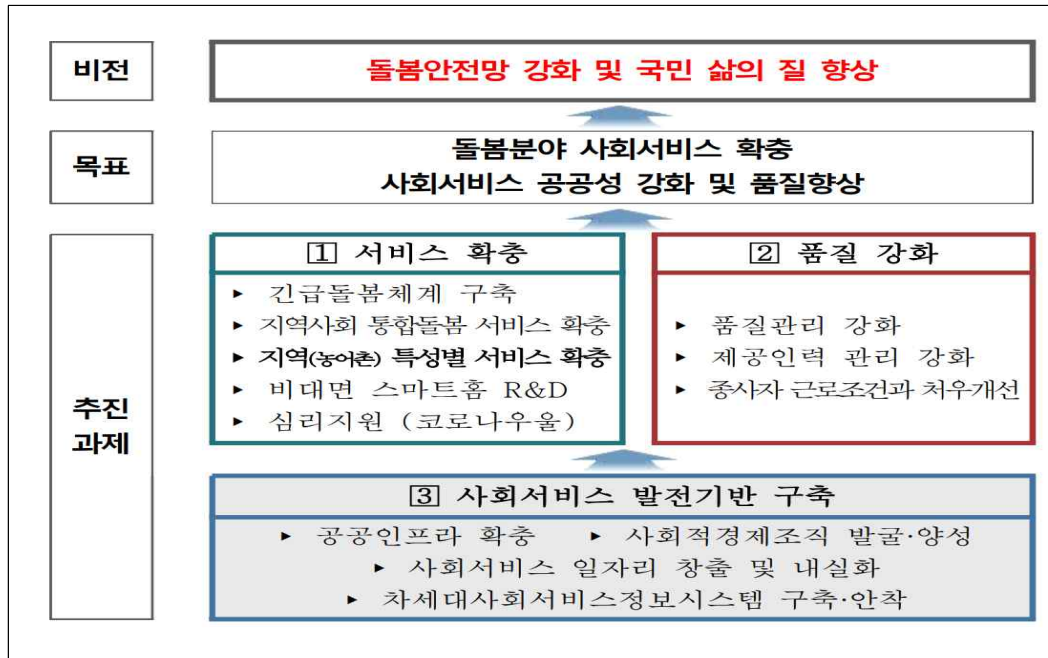 비전
돌봄안전망 강화 및 국민 삶의 질 향상
목표
돌봄분야 사회서비스 확충
사회서비스 공공성 강화 및 품질향상
추진
과제
1 서비스 확충
▸ 긴급돌봄체계 구축
▸ 지역사회 통합돌봄 서비스 확충
▸ 지역(농어촌) 특성별 서비스 확충
▸ 비대면 스마트홈 R&D
▸ 심리지원 (코로나우울)
2 품질 강화
▸ 품질관리 강화
▸ 제공인력 관리 강화
▸ 종사자 근로조건과 처우개선
3 사회서비스 발전기반 구축
▸ 공공인프라 확충 ▸ 사회적경제조직 발굴·양성
▸ 사회서비스 일자리 창출 및 내실화
▸ 차세대사회서비스정보시스템 구축·안착